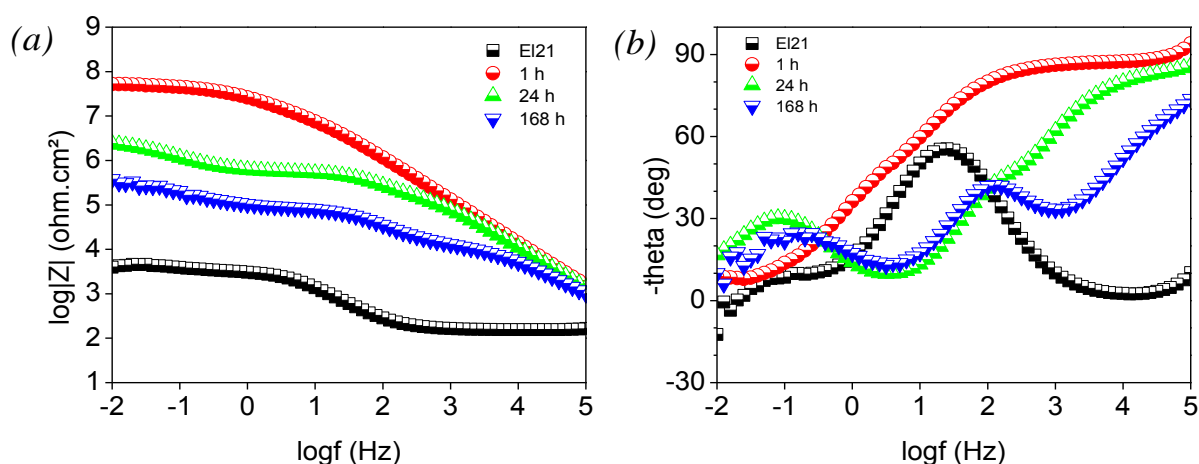 (a)
9
8
7
6
5
4
3
2
1
log|Z| (ohm.cm²)
-2 -1 0 1 2 3 4 5
logf (Hz)
El21
1 h
24 h
168 h
(b)
90
60
30
0
-30
-theta (deg)
-2 -1 0 1 2 3 4 5
logf (Hz)
El21
1 h
24 h
168 h